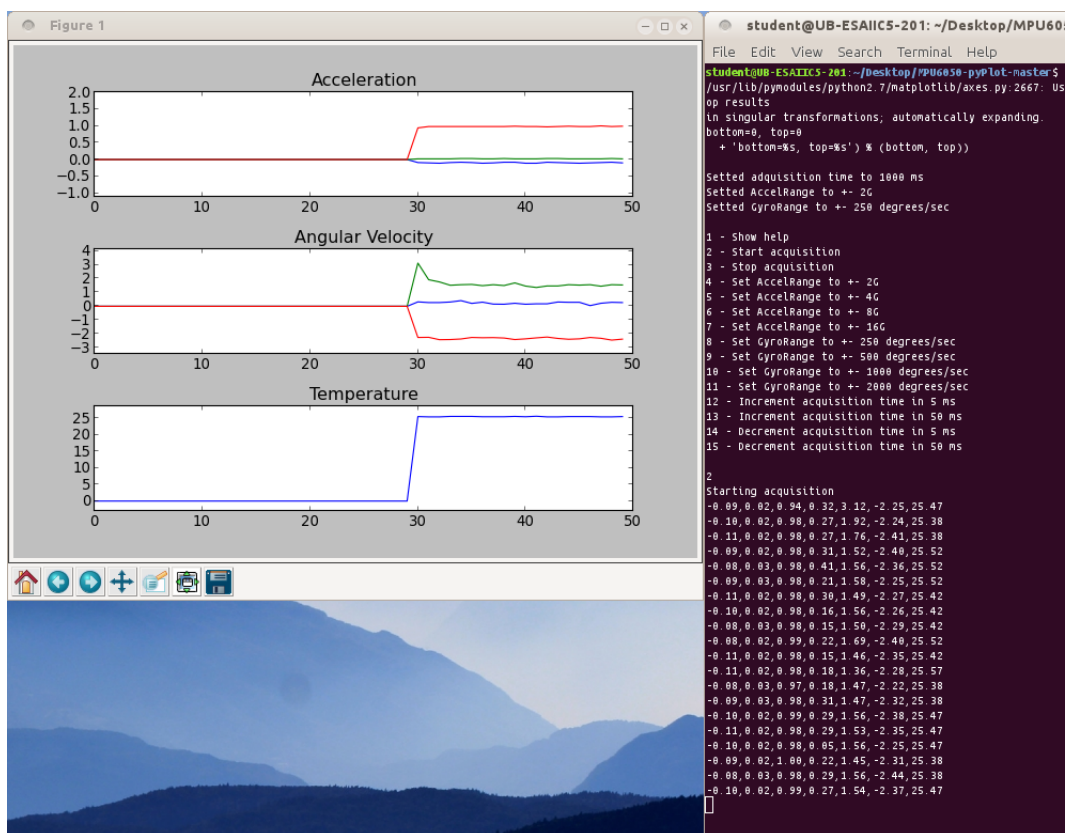 Figure 1
Acceleration
2.0
1.5
1.0
0.5
0.0
−0.5
−1.0
0 10 20 30 40 50
Angular Velocity
4
3
2
1
0
−1
−2
−3
0 10 20 30 40 50
Temperature
25
20
15
10
5
0
0 10 20 30 40 50
student@UB-ESAIIC5-201: ~/Desktop/MPU605
File Edit View Search Terminal Help
student@UB-ESAIIC5-201:~/Desktop/MPU6050-pyPlot-master$
/usr/lib/pymodules/python2.7/matplotlib/axes.py:2667: Us
op results
in singular transformations; automatically expanding.
bottom=0, top=0
+ 'bottom=%s, top=%s') % (bottom, top))
Setted adquisition time to 1000 ms
Setted AccelRange to +- 2G
Setted GyroRange to +- 250 degrees/sec
1 - Show help
2 - Start acquisition
3 - Stop acquisition
4 - Set AccelRange to +- 2G
5 - Set AccelRange to +- 4G
6 - Set AccelRange to +- 8G
7 - Set AccelRange to +- 16G
8 - Set GyroRange to +- 250 degrees/sec
9 - Set GyroRange to +- 500 degrees/sec
10 - Set GyroRange to +- 1000 degrees/sec
11 - Set GyroRange to +- 2000 degrees/sec
12 - Increment acquisition time in 5 ms
13 - Increment acquisition time in 50 ms
14 - Decrement acquisition time in 5 ms
15 - Decrement acquisition time in 50 ms
2
Starting acquisition
-0.09,0.02,0.94,0.32,3.12,-2.25,25.47
-0.10,0.02,0.98,0.27,1.92,-2.24,25.38
-0.11,0.02,0.98,0.27,1.76,-2.41,25.38
-0.09,0.02,0.98,0.31,1.52,-2.40,25.52
-0.08,0.03,0.98,0.41,1.56,-2.36,25.52
-0.09,0.03,0.98,0.21,1.58,-2.25,25.52
-0.11,0.02,0.98,0.30,1.49,-2.27,25.42
-0.10,0.02,0.98,0.16,1.56,-2.26,25.42
-0.08,0.03,0.98,0.15,1.50,-2.29,25.42
-0.08,0.02,0.99,0.22,1.69,-2.40,25.52
-0.11,0.02,0.98,0.15,1.46,-2.35,25.42
-0.11,0.02,0.98,0.18,1.36,-2.28,25.57
-0.08,0.03,0.97,0.18,1.47,-2.22,25.38
-0.09,0.03,0.98,0.31,1.47,-2.32,25.38
-0.10,0.02,0.99,0.29,1.56,-2.38,25.47
-0.11,0.02,0.98,0.29,1.53,-2.35,25.47
-0.10,0.02,0.98,0.05,1.56,-2.25,25.47
-0.09,0.02,1.00,0.22,1.45,-2.31,25.38
-0.08,0.03,0.98,0.29,1.56,-2.44,25.38
-0.10,0.02,0.99,0.27,1.54,-2.37,25.47